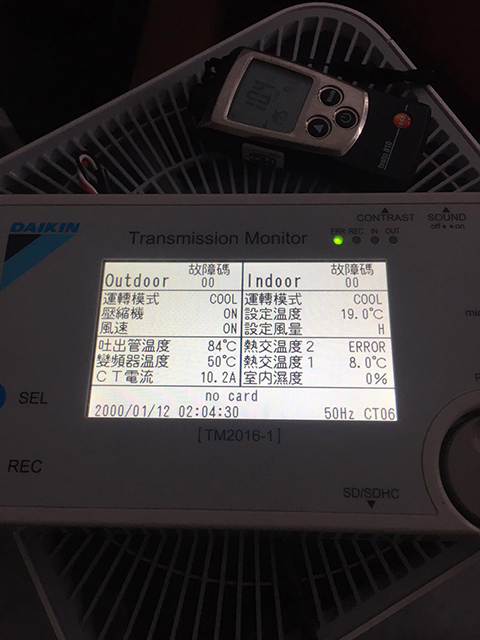 testo 810
DAIKIN
Transmission Monitor
CONTRAST
SOUND
off on
ERR REC IN OUT
Outdoor 故障碼 00
Indoor 故障碼 00
運轉模式 COOL
運轉模式 COOL
壓縮機 ON
設定溫度 19.0℃
風速 ON
設定風量 H
吐出管溫度 84℃
熱交溫度2 ERROR
變頻器溫度 50℃
熱交溫度1 8.0℃
CT電流 10.2A
室内濕度 0%
no card
2000/01/12 02:04:30 50Hz CT06
SEL
[TM2016-1]
REC
SD/SDHC